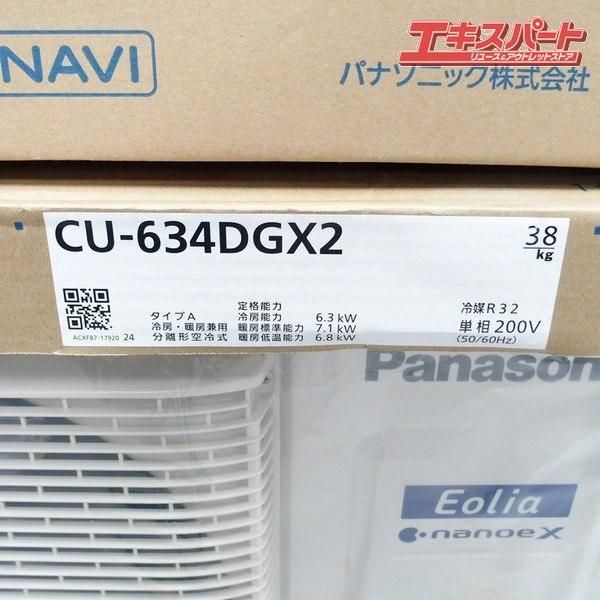 NAVI
エキスパート
リユース&アウトレットストア
パナソニック株式会社
CU-634DGX2
38
kg
タイプA
冷房・暖房兼用
分離形空冷式
定格能力
冷房能力 6.3 kW
暖房標準能力 7.1 kW
暖房低温能力 6.8 kW
冷媒R32
単相200V
(50/60Hz)
ACXF87-17920 24
Panason
Eolia
nanoeX